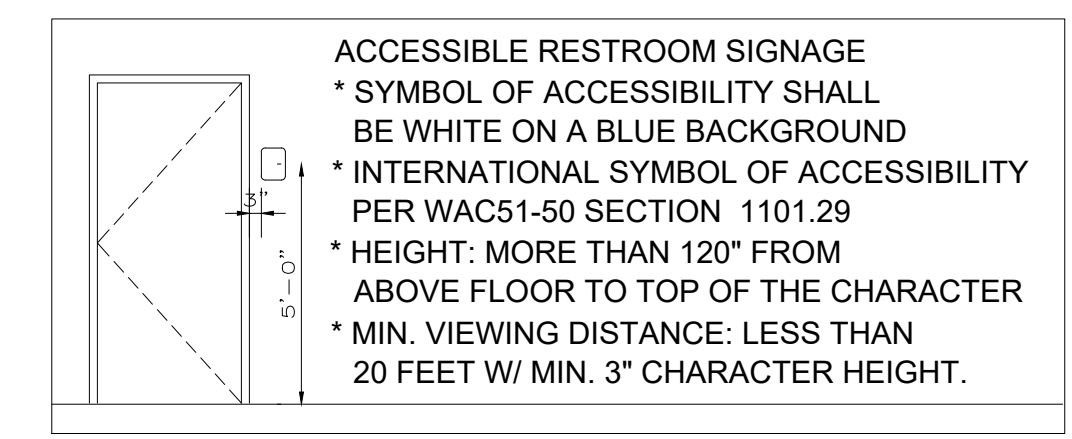 ACCESSIBLE RESTROOM SIGNAGE
* SYMBOL OF ACCESSIBILITY SHALL
BE WHITE ON A BLUE BACKGROUND
* INTERNATIONAL SYMBOL OF ACCESSIBILITY
PER WAC51-50 SECTION 1101.29
* HEIGHT: MORE THAN 120" FROM
ABOVE FLOOR TO TOP OF THE CHARACTER
* MIN. VIEWING DISTANCE: LESS THAN
20 FEET W/ MIN. 3" CHARACTER HEIGHT.
3"
5'-0"